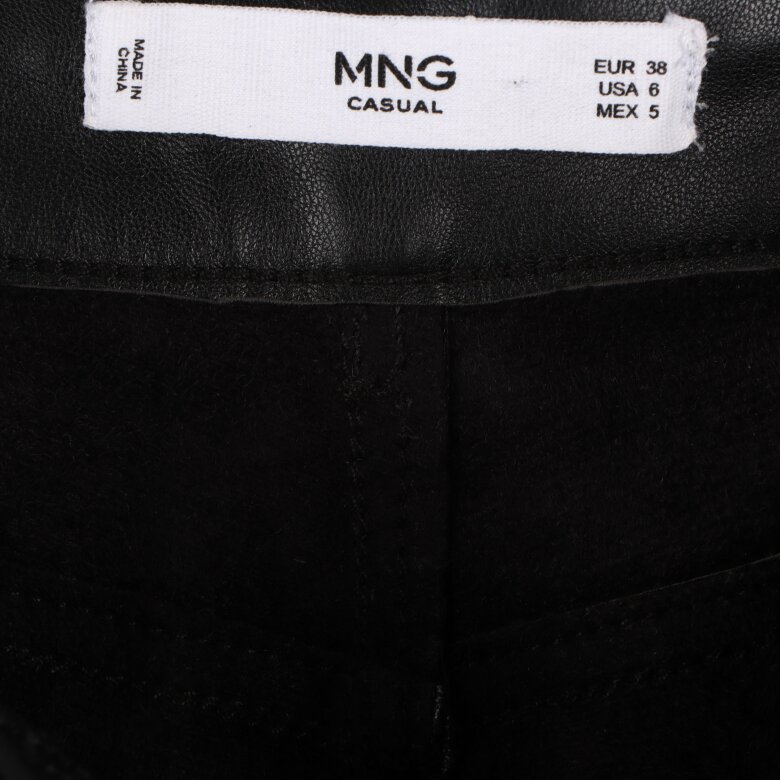 MADE IN
CHINA
MNG
CASUAL
EUR 38
USA 6
MEX 5